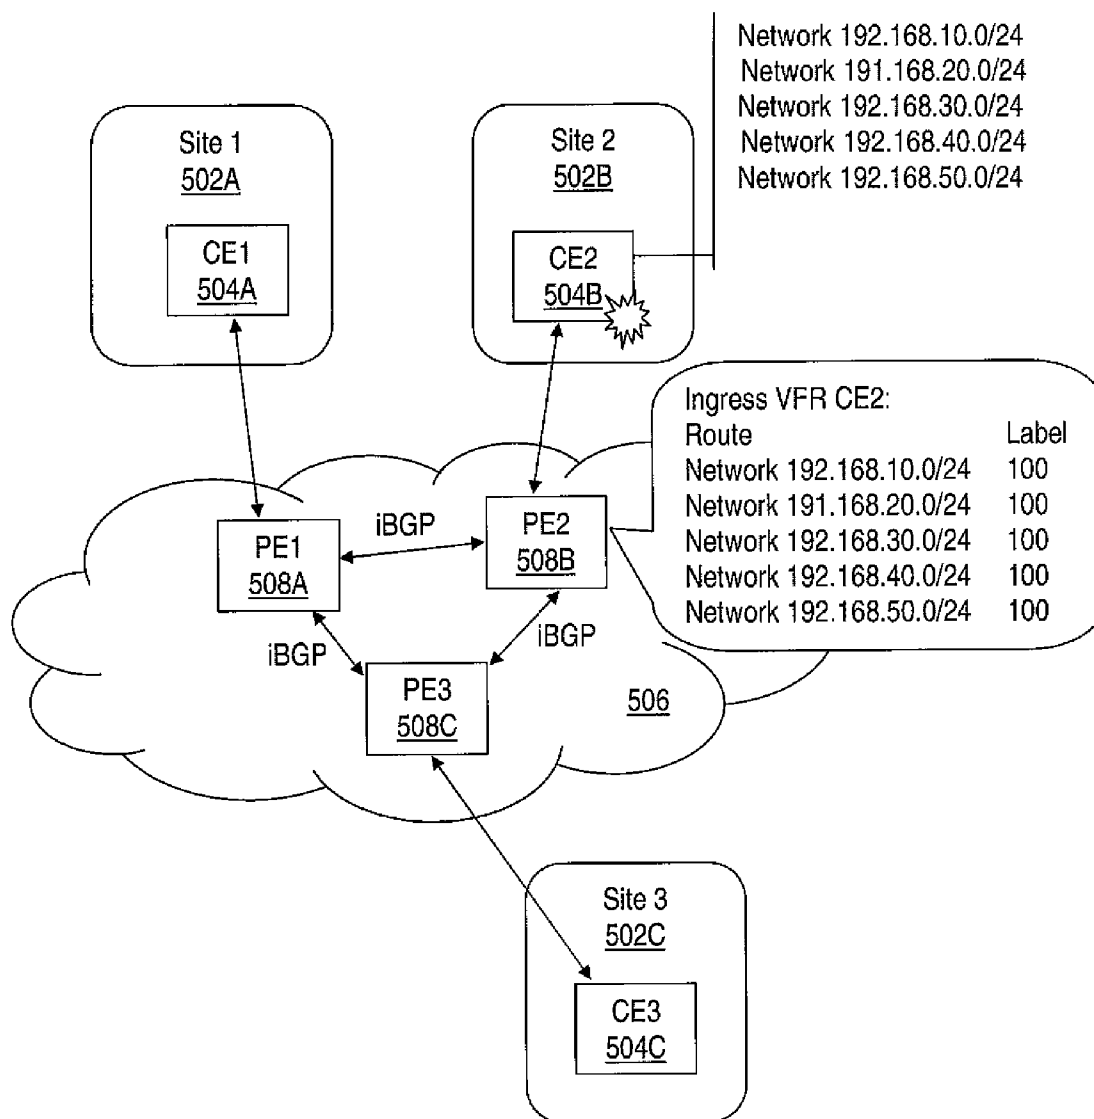 Network 192.168.10.0/24
Network 191.168.20.0/24
Network 192.168.30.0/24
Network 192.168.40.0/24
Network 192.168.50.0/24
Site 1
502A
CE1
504A
Site 2
502B
CE2
504B
Ingress VFR CE2:
Route Label
Network 192.168.10.0/24 100
Network 191.168.20.0/24 100
Network 192.168.30.0/24 100
Network 192.168.40.0/24 100
Network 192.168.50.0/24 100
PE1
508A
iBGP
PE2
508B
iBGP
iBGP
PE3
508C
506
Site 3
502C
CE3
504C